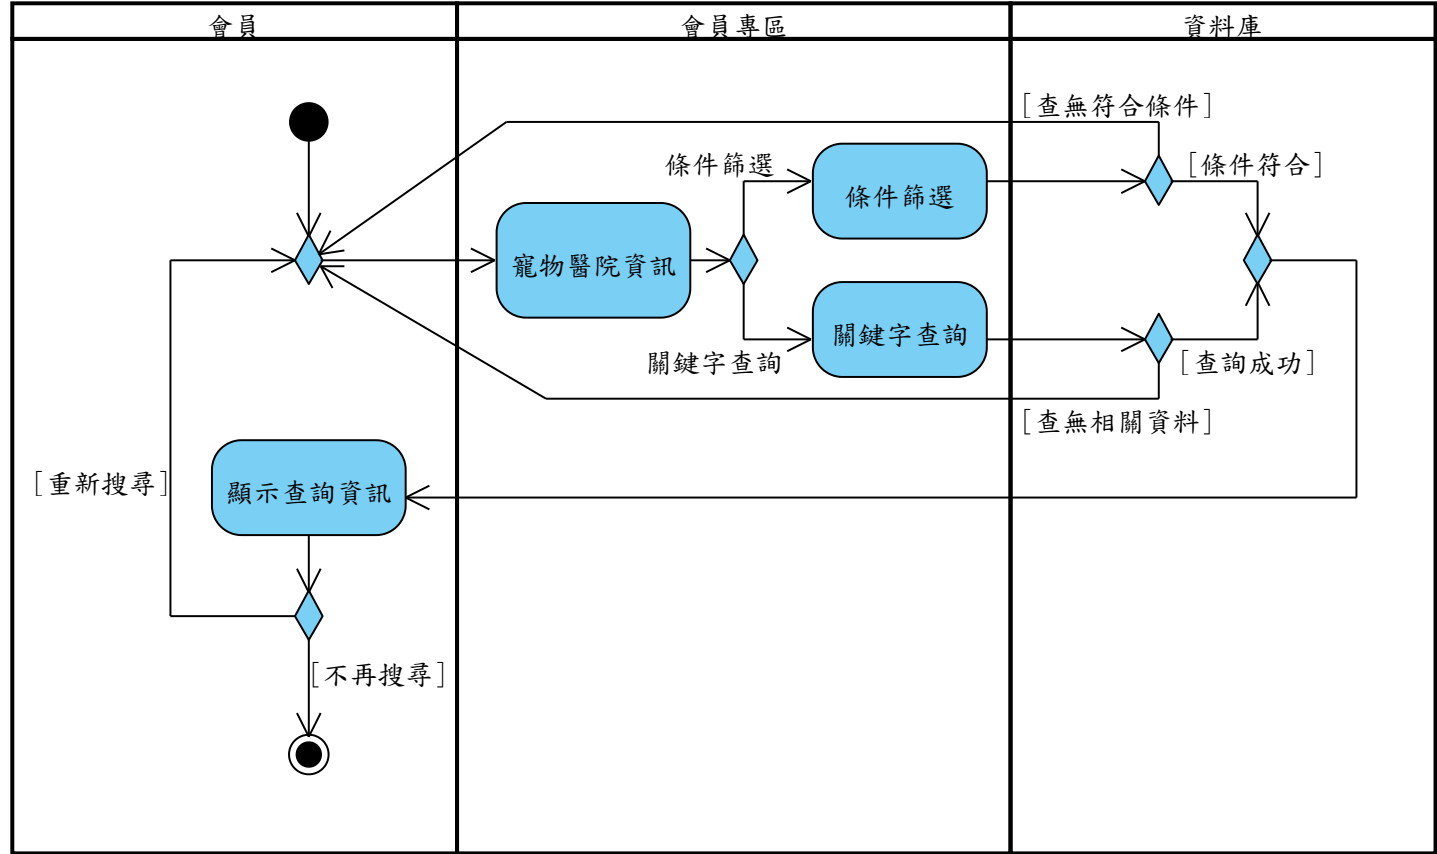 會員
會員專區
資料庫
[查無符合條件]
條件篩選
條件篩選
[條件符合]
寵物醫院資訊
關鍵字查詢
關鍵字查詢
[查詢成功]
[查無相關資料]
[重新搜尋]
顯示查詢資訊
[不再搜尋]